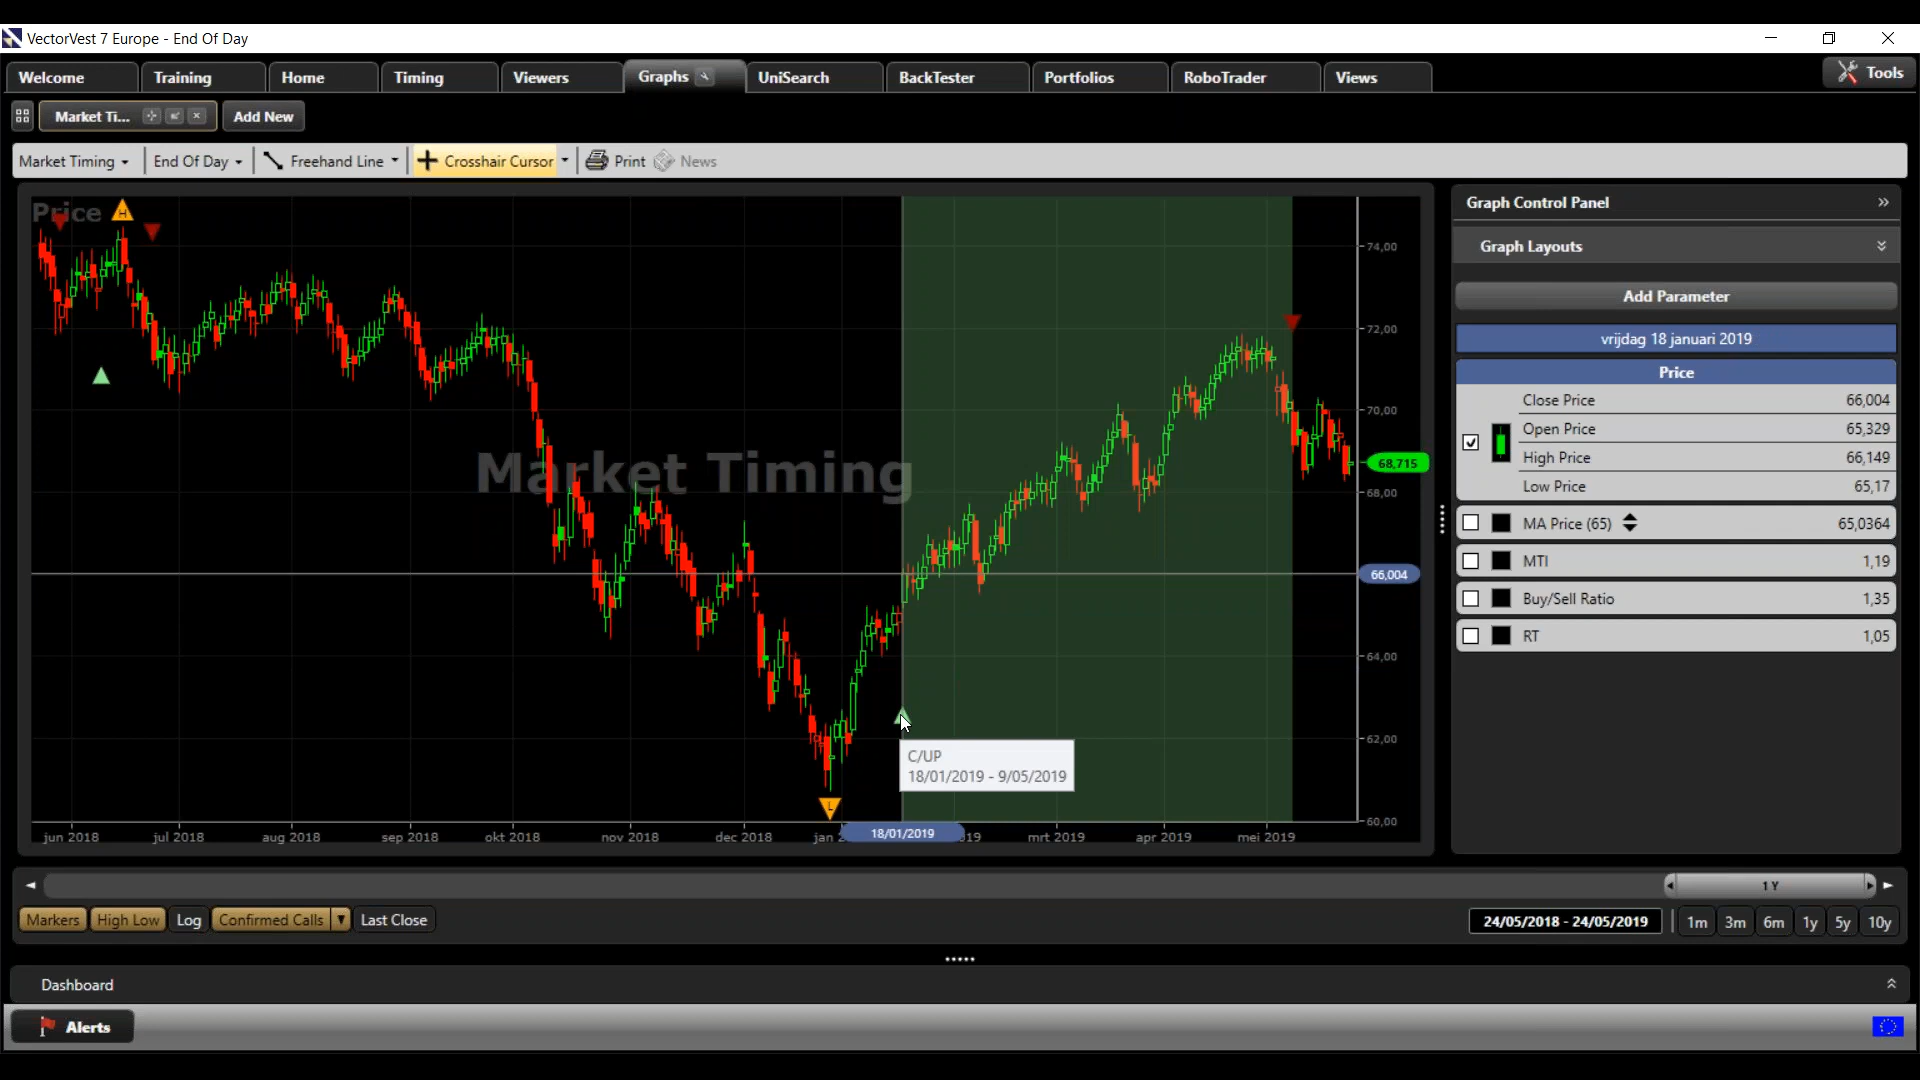 VectorVest 7 Europe - End Of Day
Welcome
Training
Home
Timing
Viewers
Graphs
UniSearch
BackTester
Portfolios
RoboTrader
Views
Tools
Market Ti...
Add New
Market Timing
End Of Day
Freehand Line
Crosshair Cursor
Print
News
Price
H
Market Timing
C/UP
18/01/2019 - 9/05/2019
L
74,00
72,00
70,00
68,715
68,00
66,004
64,00
62,00
60,00
jun 2018
jul 2018
aug 2018
sep 2018
okt 2018
nov 2018
dec 2018
jan
18/01/2019
19
mrt 2019
apr 2019
mei 2019
Graph Control Panel
Graph Layouts
Add Parameter
vrijdag 18 januari 2019
Price
Close Price 66,004
Open Price 65,329
High Price 66,149
Low Price 65,17
MA Price (65) 65,0364
MTI 1,19
Buy/Sell Ratio 1,35
RT 1,05
1 Y
Markers
High Low
Log
Confirmed Calls
Last Close
24/05/2018 - 24/05/2019
1m
3m
6m
1y
5y
10y
Dashboard
Alerts